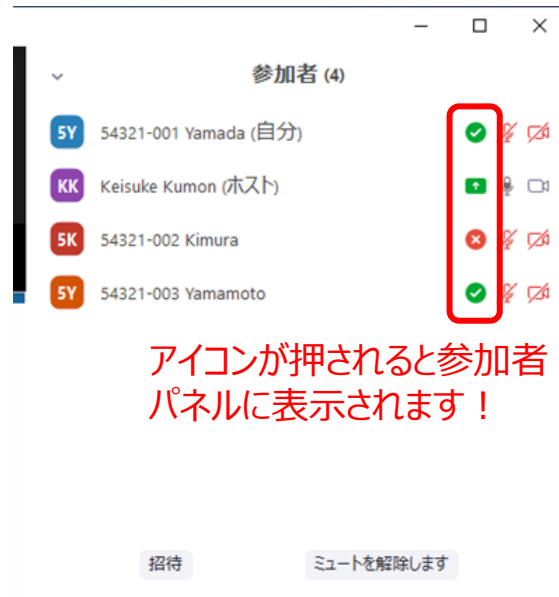 参加者 (4)
5Y 54321-001 Yamada (自分)
KK Keisuke Kumon (ホスト)
5K 54321-002 Kimura
5Y 54321-003 Yamamoto
アイコンが押されると参加者
パネルに表示されます！
招待 ミュートを解除します